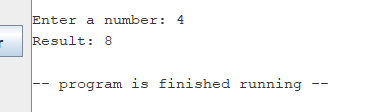 Enter a number: 4
Result: 8
-- program is finished running --